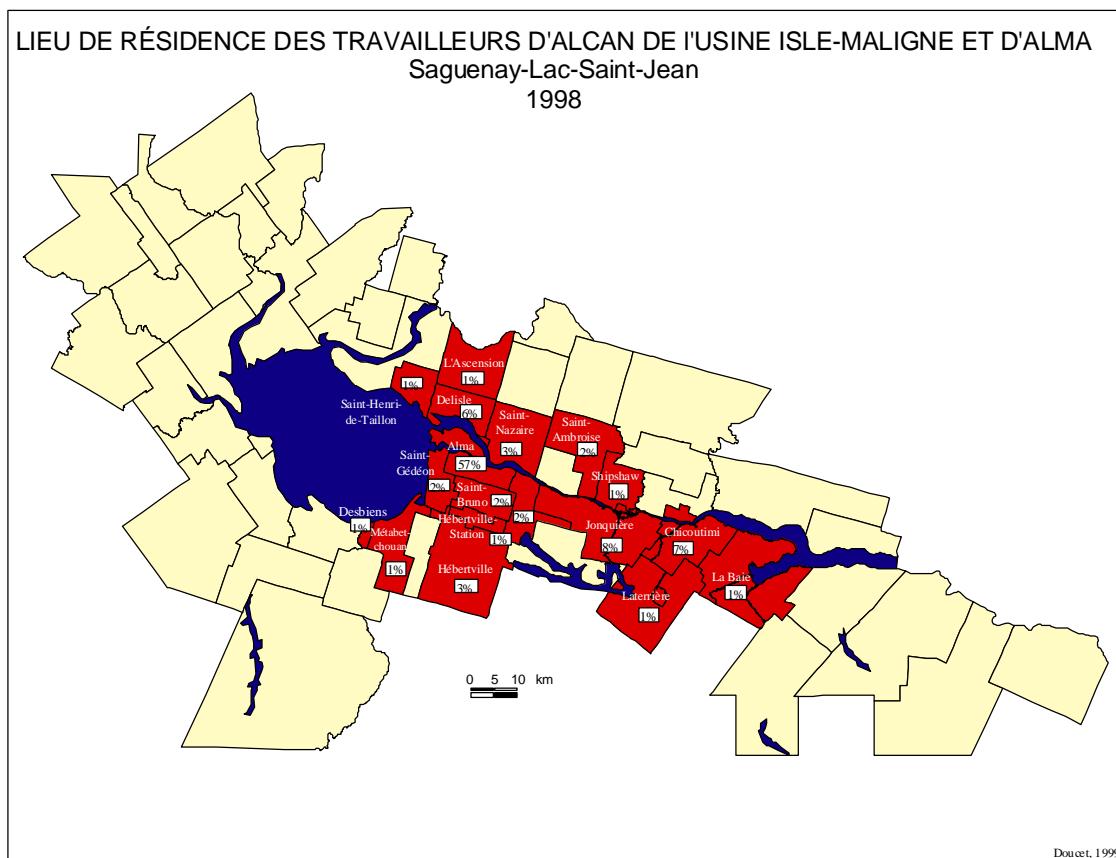 LIEU DE RÉSIDENCE DES TRAVAILLEURS D'ALCAN DE l'USINE ISLE-MALIGNE ET D'ALMA
Saguenay-Lac-Saint-Jean
1998
L'Ascension
1%
1%
Saint-Henri-
de-Taillon
Delisle
6%
Saint-
Nazaire
3%
Saint-
Ambroise
2%
Alma
57%
Saint-
Gédéon
2%
Shipshaw
1%
Saint-
Bruno
2%
2%
Desbiens
1%
Métabet-
chouan
1%
Hébertville-
Station
1%
Jonquière
8%
Chicoutimi
7%
Hébertville
3%
La Baie
1%
Laterrière
1%
0 5 10 km
Doucet, 1999